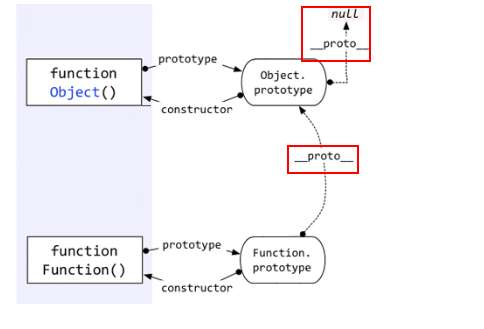 null
__proto__
prototype
function
Object()
Object.
prototype
constructor
__proto__
prototype
function
Function()
Function.
prototype
constructor